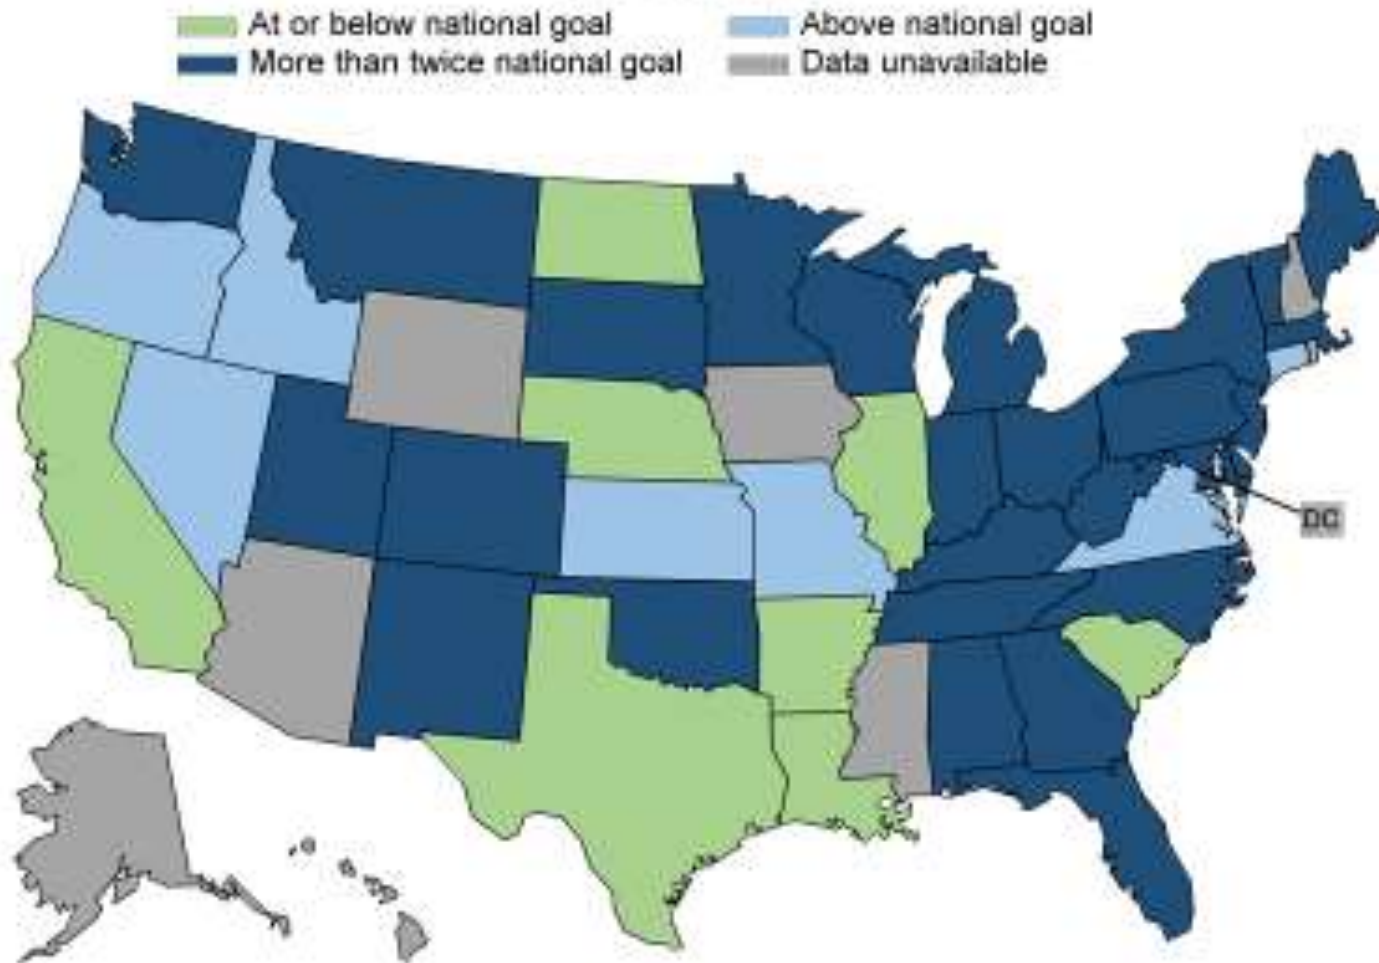 At or below national goal
Above national goal
More than twice national goal
Data unavailable
DC